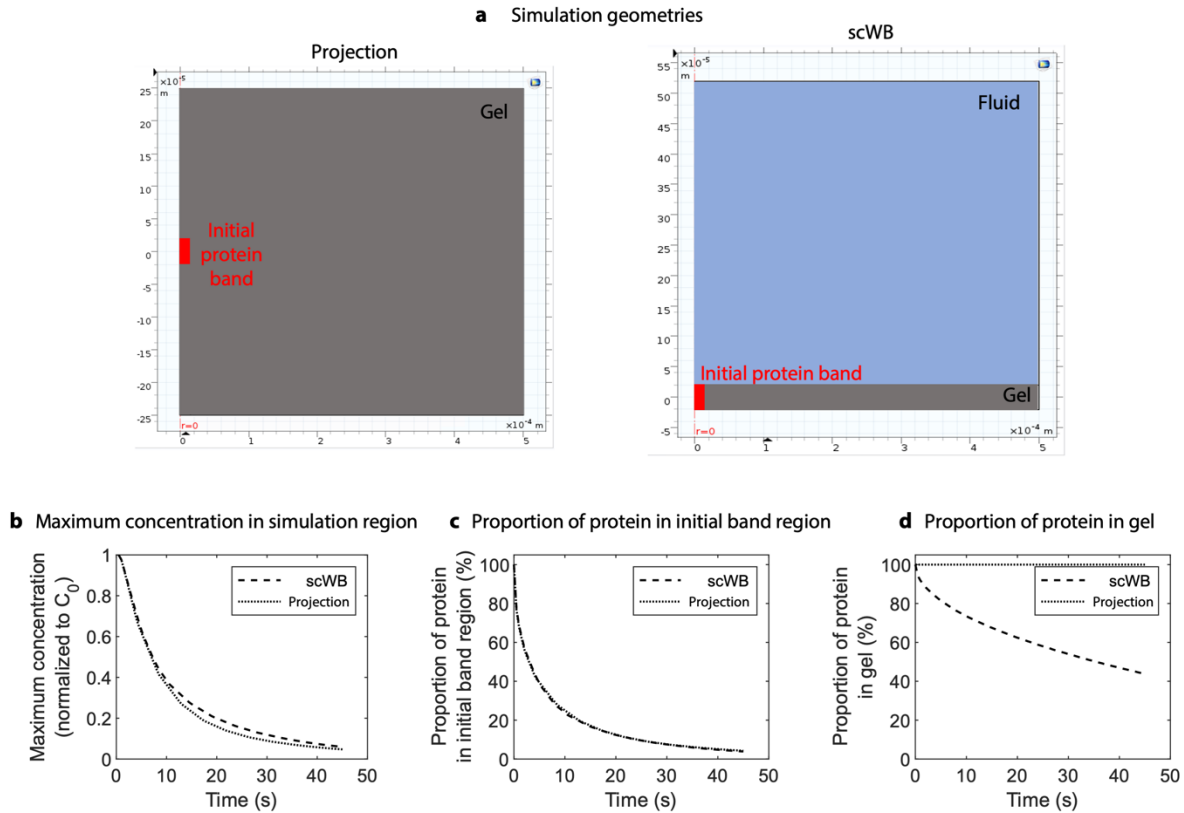 a Simulation geometries
Projection
×10⁻⁵
m
25
20
15
10
5
0
-5
-10
-15
-20
-25
Gel
Initial
protein
band
r=0
×10⁻⁴ m
0 1 2 3 4 5
scWB
×10⁻⁵
m
55
50
45
40
35
30
25
20
15
10
5
0
-5
Fluid
Initial protein band
Gel
r=0
×10⁻⁴ m
0 1 2 3 4 5
b Maximum concentration in simulation region
Maximum concentration
(normalized to C₀)
1
0.8
0.6
0.4
0.2
0
scWB
Projection
0 10 20 30 40 50
Time (s)
c Proportion of protein in initial band region
Proportion of protein
in initial band region (%)
100
80
60
40
20
0
scWB
Projection
0 10 20 30 40 50
Time (s)
d Proportion of protein in gel
Proportion of protein
in gel (%)
100
80
60
40
20
0
scWB
Projection
0 10 20 30 40 50
Time (s)